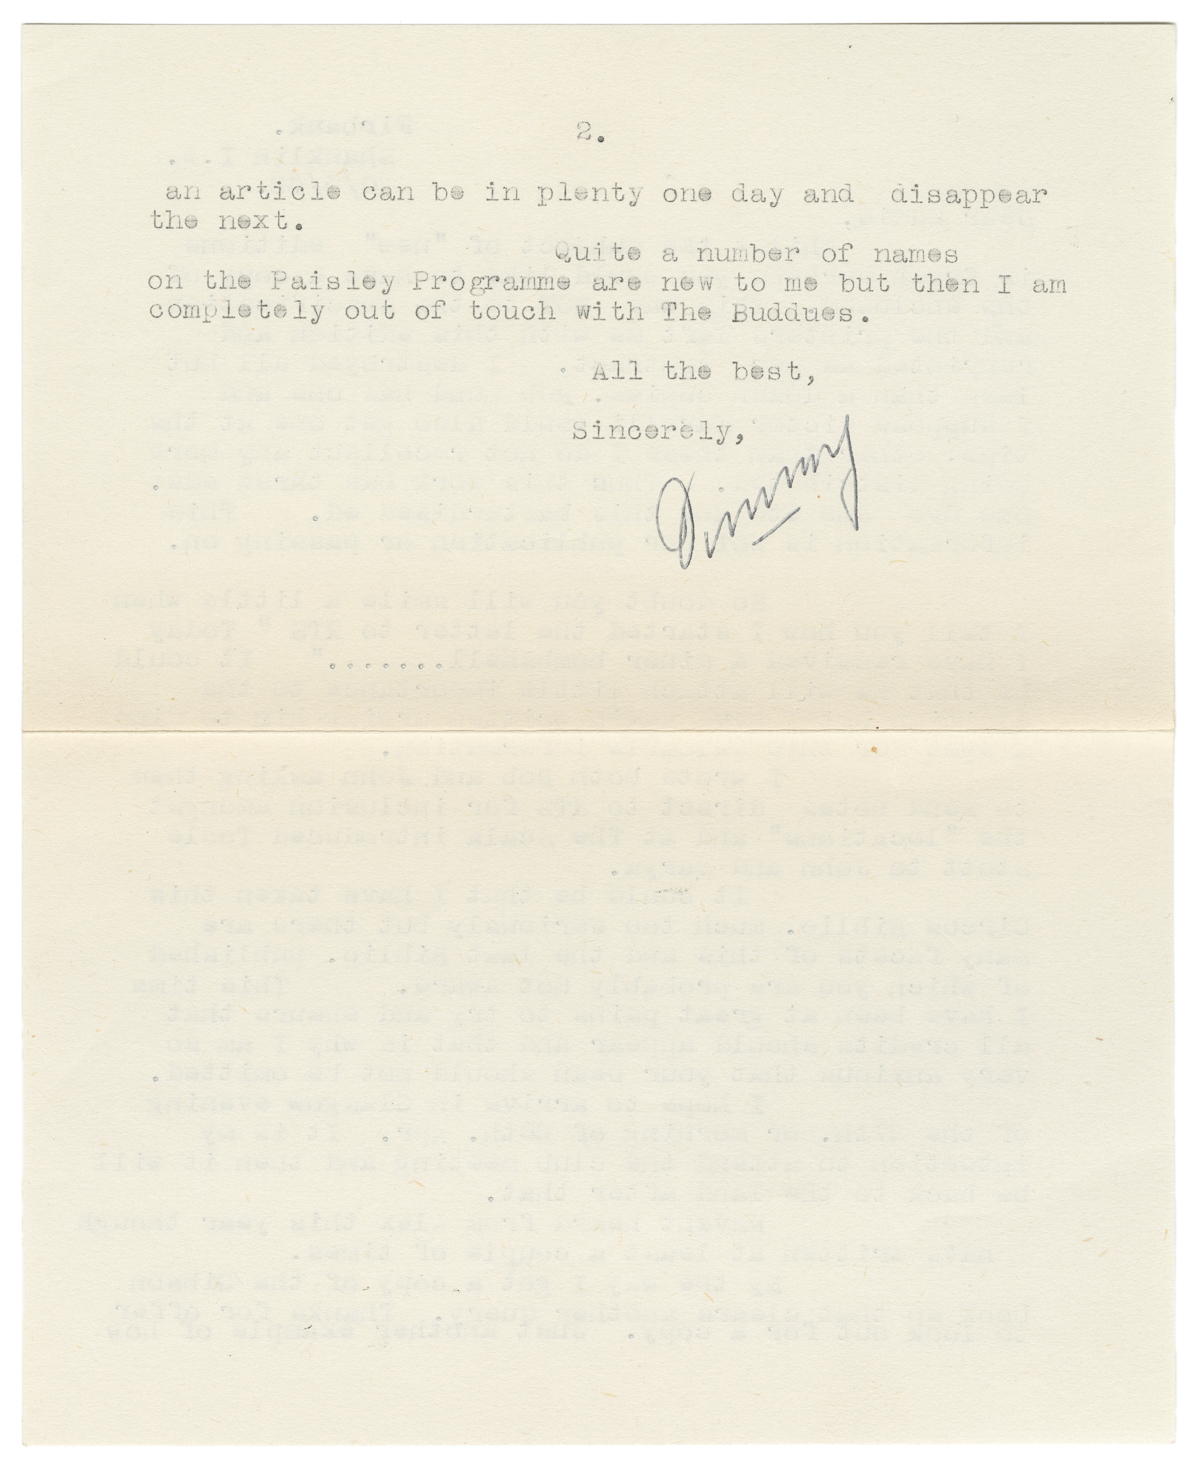 2.
an article can be in plenty one day and disappear
the next.
Quite a number of names
on the Paisley Programme are new to me but then I am
completely out of touch with The Buddues.
All the best,
Sincerely,
Jimmy